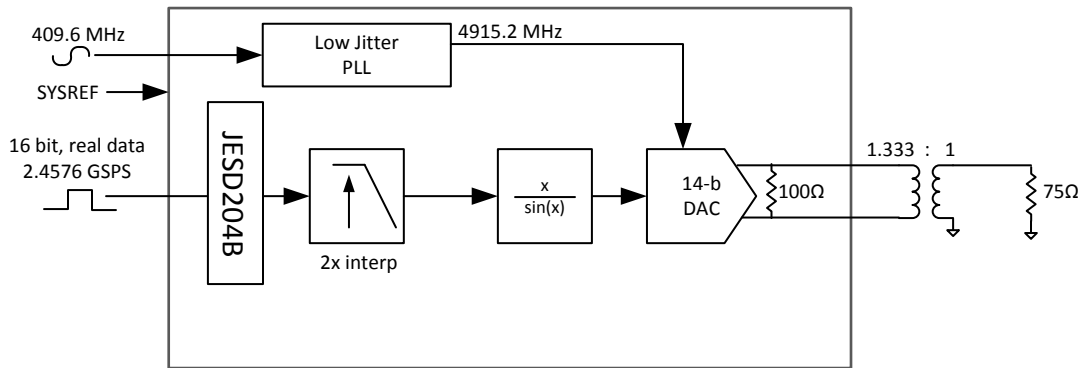 409.6 MHz
SYSREF
16 bit, real data
2.4576 GSPS
Low Jitter
PLL
4915.2 MHz
JESD204B
2x interp
x
sin(x)
14-b
DAC
100Ω
1.333 : 1
75Ω